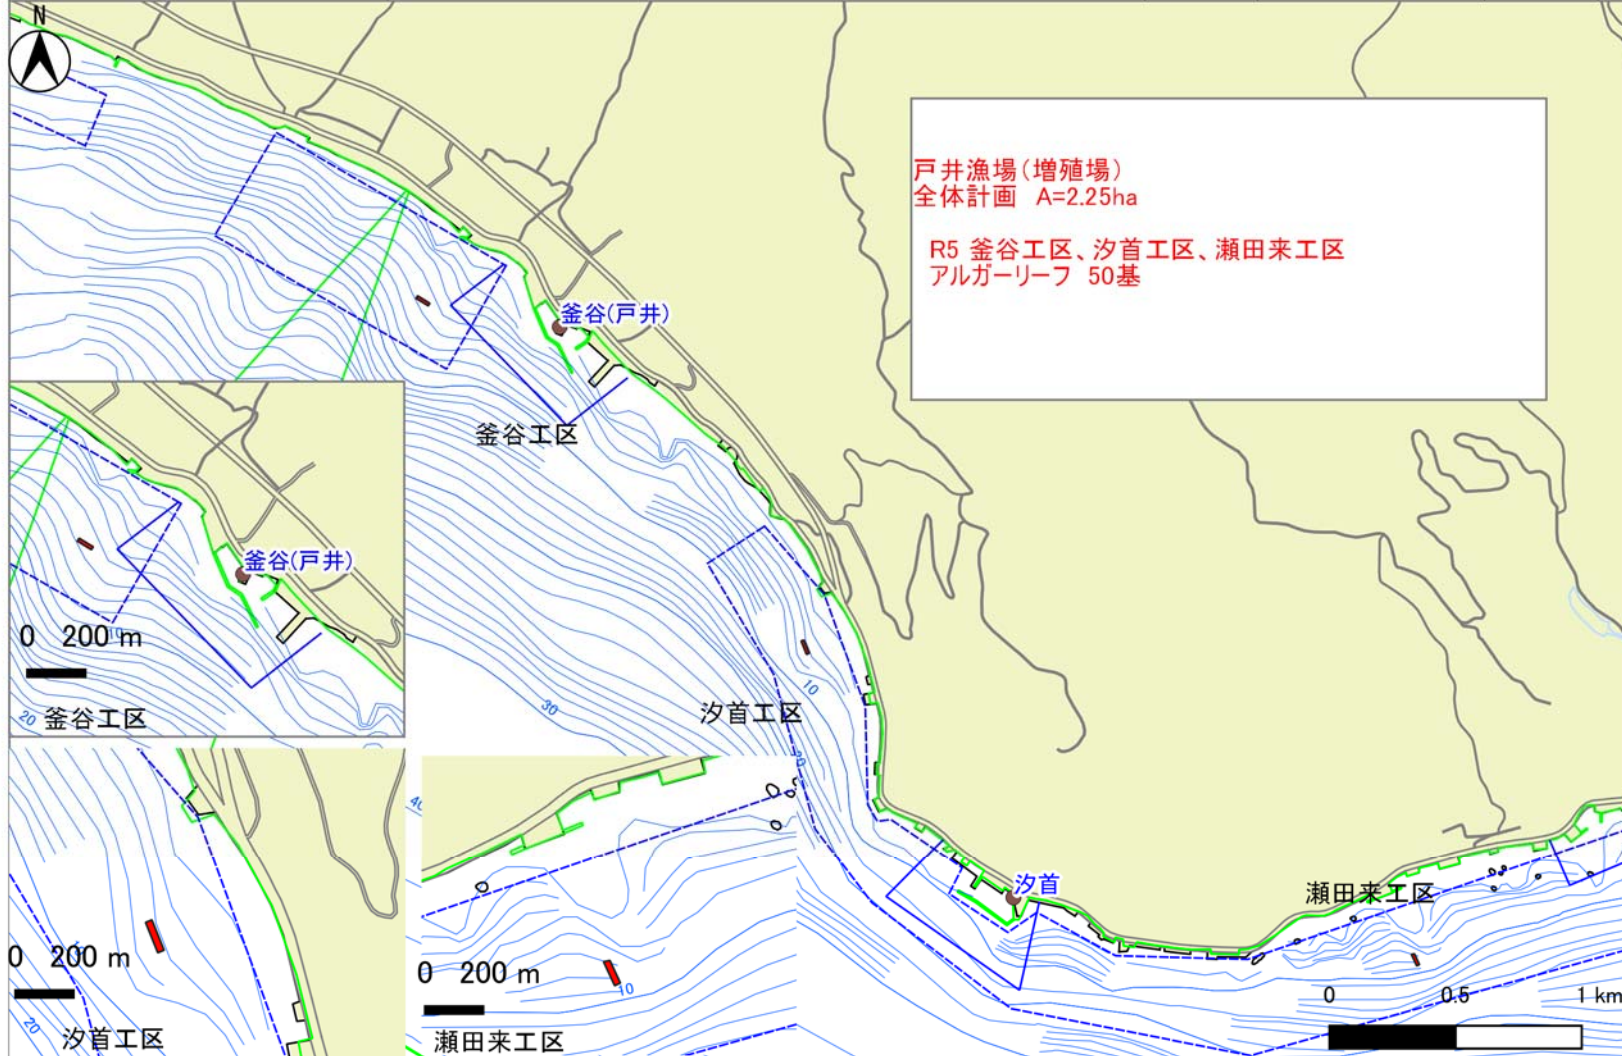 N
戸井漁場(増殖場)
全体計画 A=2.25ha
R5 釜谷工区、汐首工区、瀬田来工区
アルガーリーフ 50基
釜谷(戸井)
釜谷工区
釜谷(戸井)
0 200 m
10
20
釜谷工区
10
30
汐首工区
20
40
0 200 m
10
20
汐首工区
0 200 m
10
瀬田来工区
汐首
瀬田来工区
0 0.5 1 km